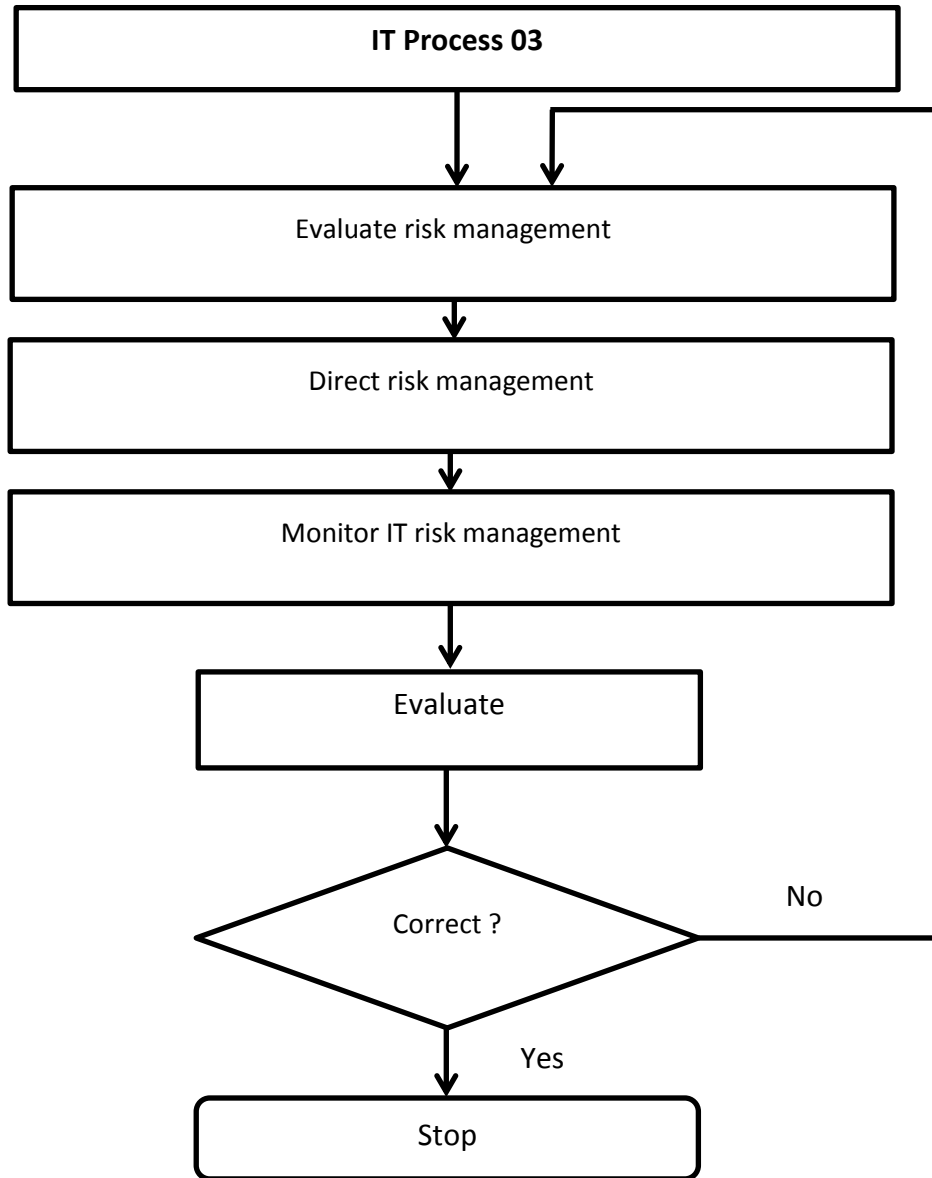 IT Process 03
Evaluate risk management
Direct risk management
Monitor IT risk management
Evaluate
Correct ?
No
Yes
Stop